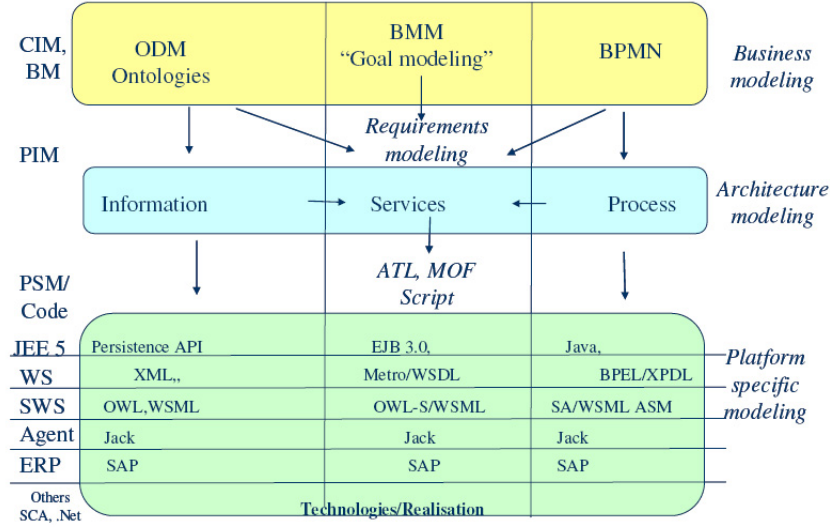 CIM,
BM
ODM
Ontologies
BMM
“Goal modeling”
BPMN
Business
modeling
Requirements
modeling
PIM
Information
Services
Process
Architecture
modeling
ATL, MOF
Script
PSM/
Code
JEE 5
Persistence API
EJB 3.0,
Java,
WS
XML,,
Metro/WSDL
BPEL/XPDL
Platform
specific
modeling
SWS
OWL,WSML
OWL-S/WSML
SA/WSML ASM
Agent
Jack
Jack
Jack
ERP
SAP
SAP
SAP
Others
SCA, .Net
Technologies/Realisation